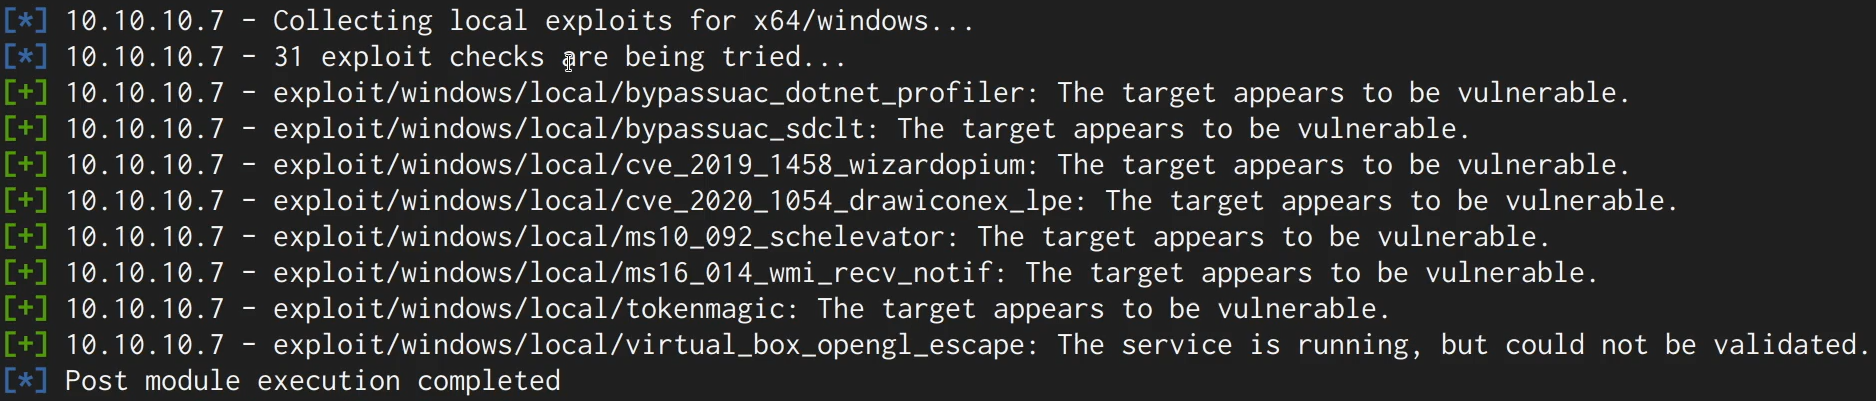 [*] 10.10.10.7 - Collecting local exploits for x64/windows...
[*] 10.10.10.7 - 31 exploit checks are being tried...
[+] 10.10.10.7 - exploit/windows/local/bypassuac_dotnet_profiler: The target appears to be vulnerable.
[+] 10.10.10.7 - exploit/windows/local/bypassuac_sdclt: The target appears to be vulnerable.
[+] 10.10.10.7 - exploit/windows/local/cve_2019_1458_wizardopium: The target appears to be vulnerable.
[+] 10.10.10.7 - exploit/windows/local/cve_2020_1054_drawiconex_lpe: The target appears to be vulnerable.
[+] 10.10.10.7 - exploit/windows/local/ms10_092_schelevator: The target appears to be vulnerable.
[+] 10.10.10.7 - exploit/windows/local/ms16_014_wmi_recv_notif: The target appears to be vulnerable.
[+] 10.10.10.7 - exploit/windows/local/tokenmagic: The target appears to be vulnerable.
[+] 10.10.10.7 - exploit/windows/local/virtual_box_opengl_escape: The service is running, but could not be validated.
[*] Post module execution completed